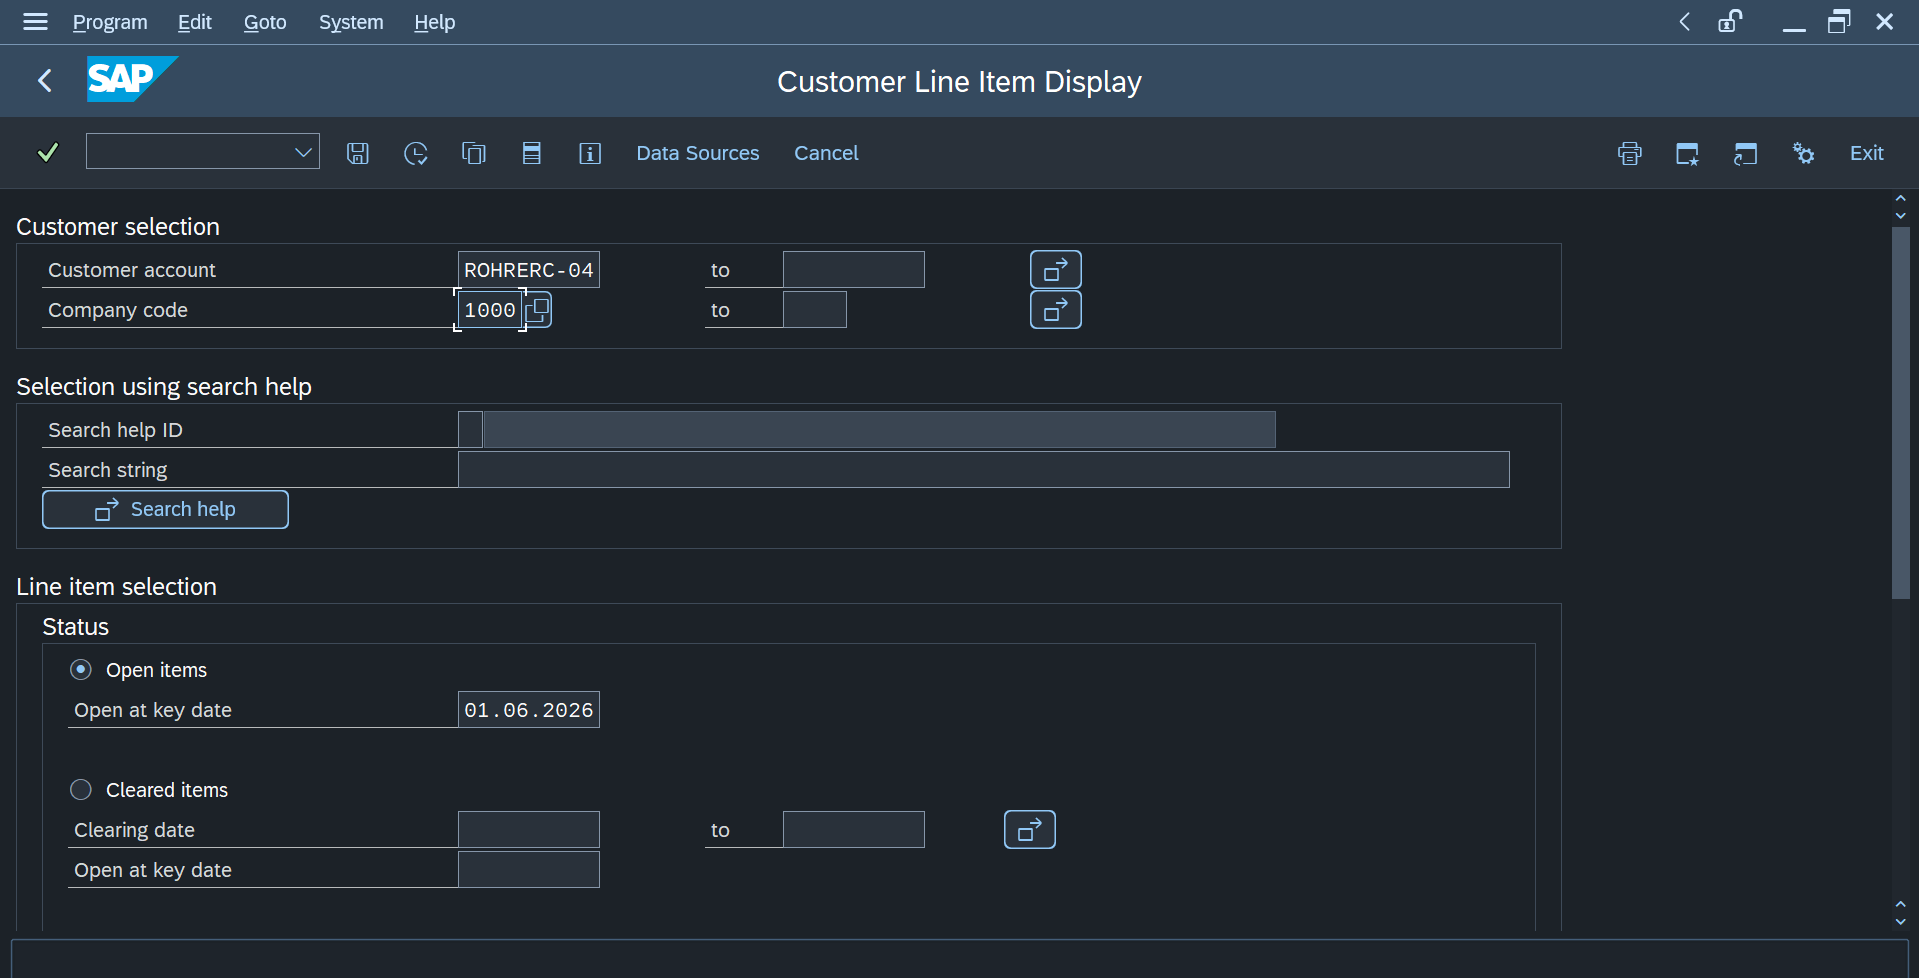 Program Edit Goto System Help
SAP Customer Line Item Display
Data Sources Cancel Exit
Customer selection
Customer account ROHRERC-04 to
Company code 1000 to
Selection using search help
Search help ID
Search string
Search help
Line item selection
Status
Open items
Open at key date 01.06.2026
Cleared items
Clearing date to
Open at key date